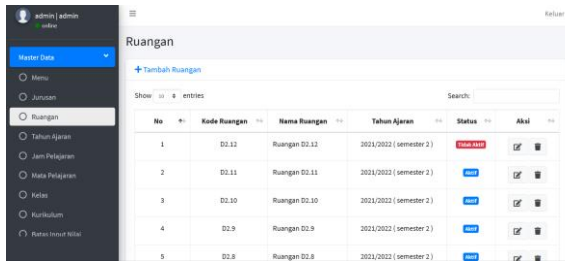 admin | admin
online
Keluar
Master Data
Menu
Jurusan
Ruangan
Tahun Ajaran
Jam Pelajaran
Mata Pelajaran
Kelas
Kurikulum
Batas Input Nilai
Ruangan
+ Tambah Ruangan
Show 10 entries Search:
No Kode Ruangan Nama Ruangan Tahun Ajaran Status Aksi
1 D2.12 Ruangan D2.12 2021/2022 ( semester 2 ) Tidak Aktif
2 D2.11 Ruangan D2.11 2021/2022 ( semester 2 ) Aktif
3 D2.10 Ruangan D2.10 2021/2022 ( semester 2 ) Aktif
4 D2.9 Ruangan D2.9 2021/2022 ( semester 2 ) Aktif
5 D2.8 Ruangan D2.8 2021/2022 ( semester 2 ) Aktif